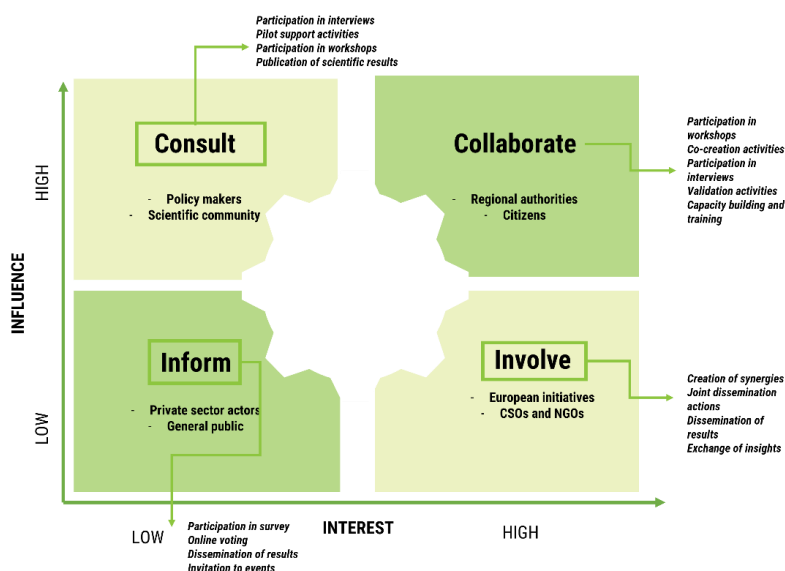 Participation in interviews
Pilot support activities
Participation in workshops
Publication of scientific results
Consult
- Policy makers
- Scientific community
Collaborate
- Regional authorities
- Citizens
Participation in
workshops
Co-creation activities
Participation in
interviews
Validation activities
Capacity building and
training
HIGH
INFLUENCE
LOW
Inform
- Private sector actors
- General public
Involve
- European initiatives
- CSOs and NGOs
Creation of synergies
Joint dissemination
actions
Dissemination of
results
Exchange of insights
LOW
Participation in survey
Online voting
Dissemination of results
Invitation to events
INTEREST
HIGH